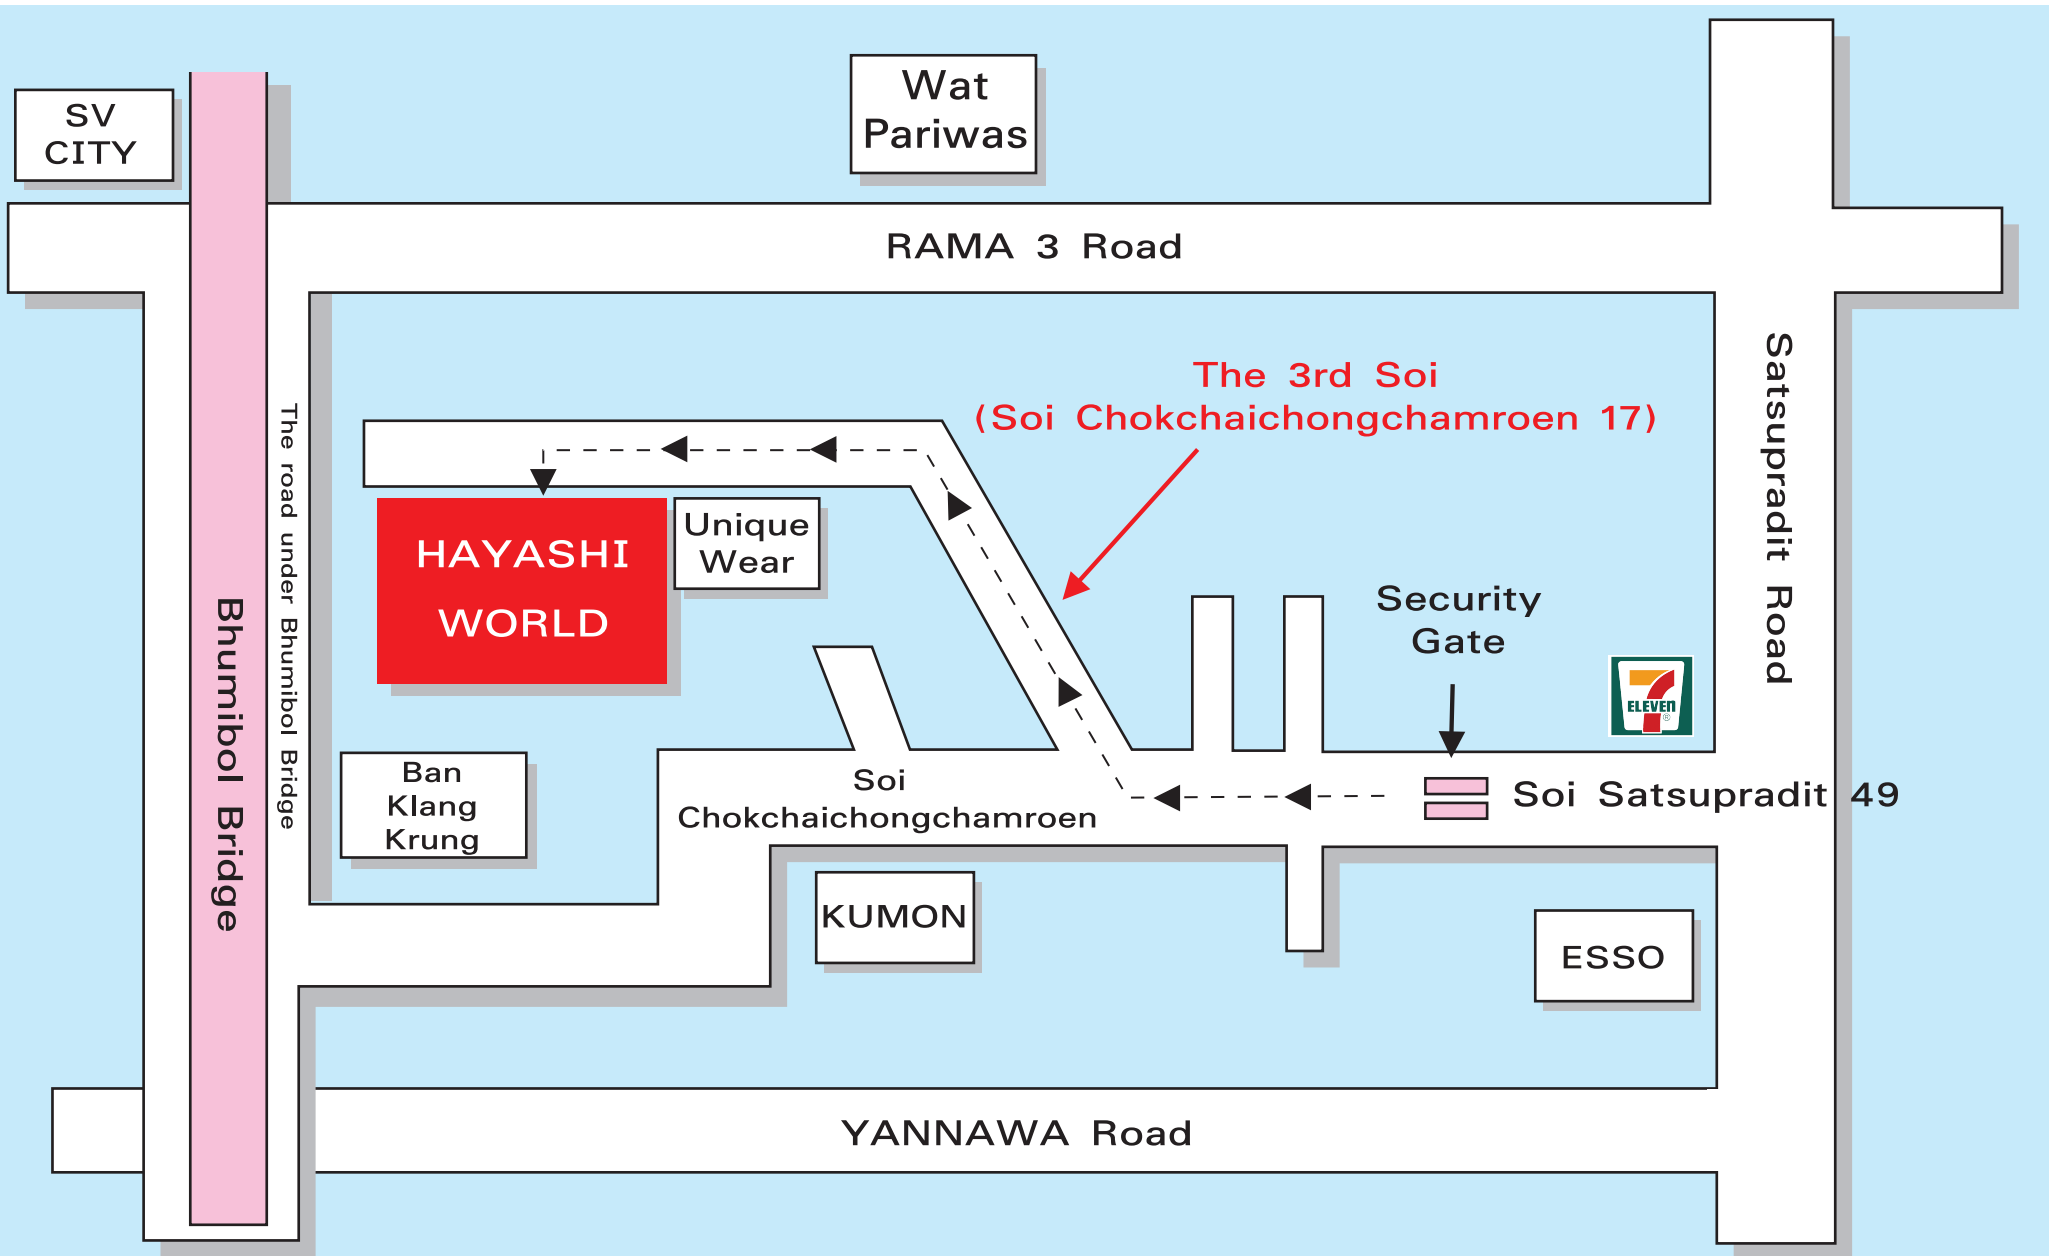 SV
CITY
Wat
Pariwas
RAMA 3 Road
The 3rd Soi
(Soi Chokchaichongchamroen 17)
Satsupradit Road
The road under Bhumibol Bridge
Bhumibol Bridge
HAYASHI
WORLD
Unique
Wear
Security
Gate
7
ELEVEN
®
Ban
Klang
Krung
Soi
Chokchaichongchamroen
Soi Satsupradit 49
KUMON
ESSO
YANNAWA Road